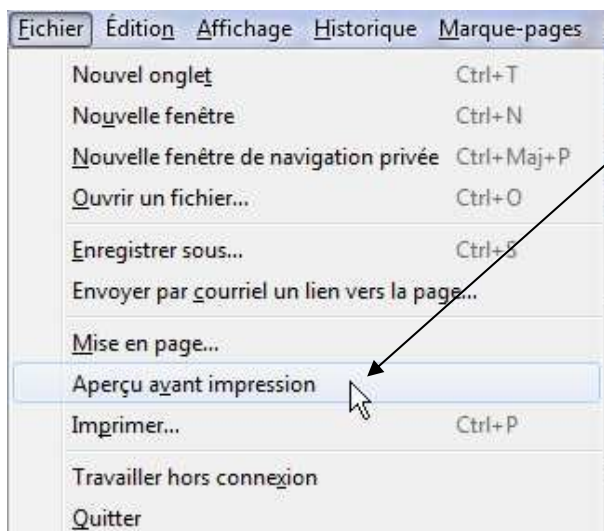 Fichier Édition Affichage Historique Marque-pages
Nouvel onglet Ctrl+T
Nouvelle fenêtre Ctrl+N
Nouvelle fenêtre de navigation privée Ctrl+Maj+P
Ouvrir un fichier... Ctrl+O
Enregistrer sous... Ctrl+S
Envoyer par courriel un lien vers la page...
Mise en page...
Aperçu avant impression
Imprimer... Ctrl+P
Travailler hors connexion
Quitter